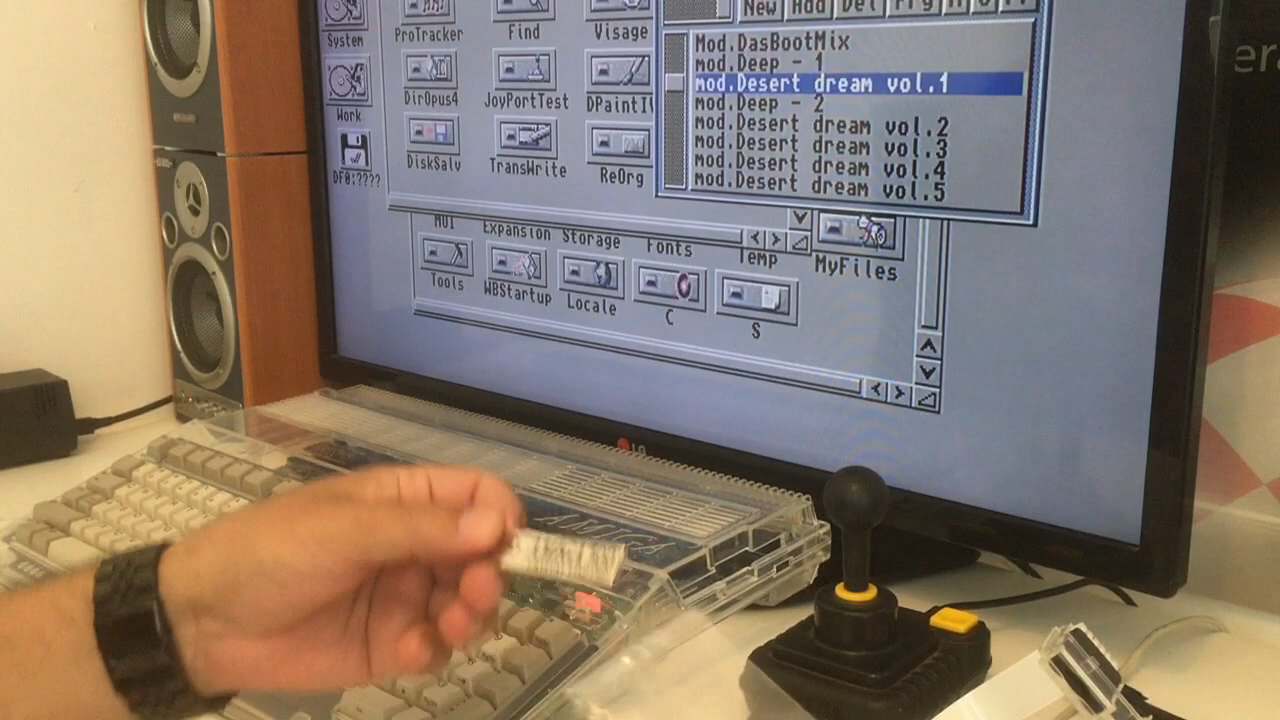 New Add Del
System
ProTracker
Find
Visage
Work
DirOpus4
JoyPortTest
DPaintIV
DF0:????
DiskSalv
TransWrite
ReOrg
Mod.DasBootMix
mod.Deep - 1
mod.Desert dream vol.1
mod.Deep - 2
mod.Desert dream vol.2
mod.Desert dream vol.3
mod.Desert dream vol.4
mod.Desert dream vol.5
MUI
Expansion
Storage
Fonts
Temp
MyFiles
Tools
WBStartup
Locale
C
S
LG
AMIGA